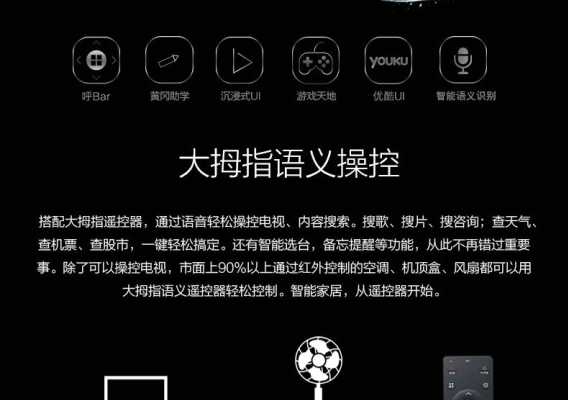 YOUKU
呼Bar 黄冈助学 沉浸式UI 游戏天地 优酷UI 智能语义识别
大拇指语义操控
搭配大拇指遥控器，通过语音轻松操控电视、内容搜索。搜歌、搜片、搜咨询；查天气、
查机票、查股市，一键轻松搞定。还有智能选台，备忘提醒等功能，从此不再错过重要
事。除了可以操控电视，市面上90%以上通过红外控制的空调、机顶盒、风扇都可以用
大拇指语义遥控器轻松控制。智能家居，从遥控器开始。